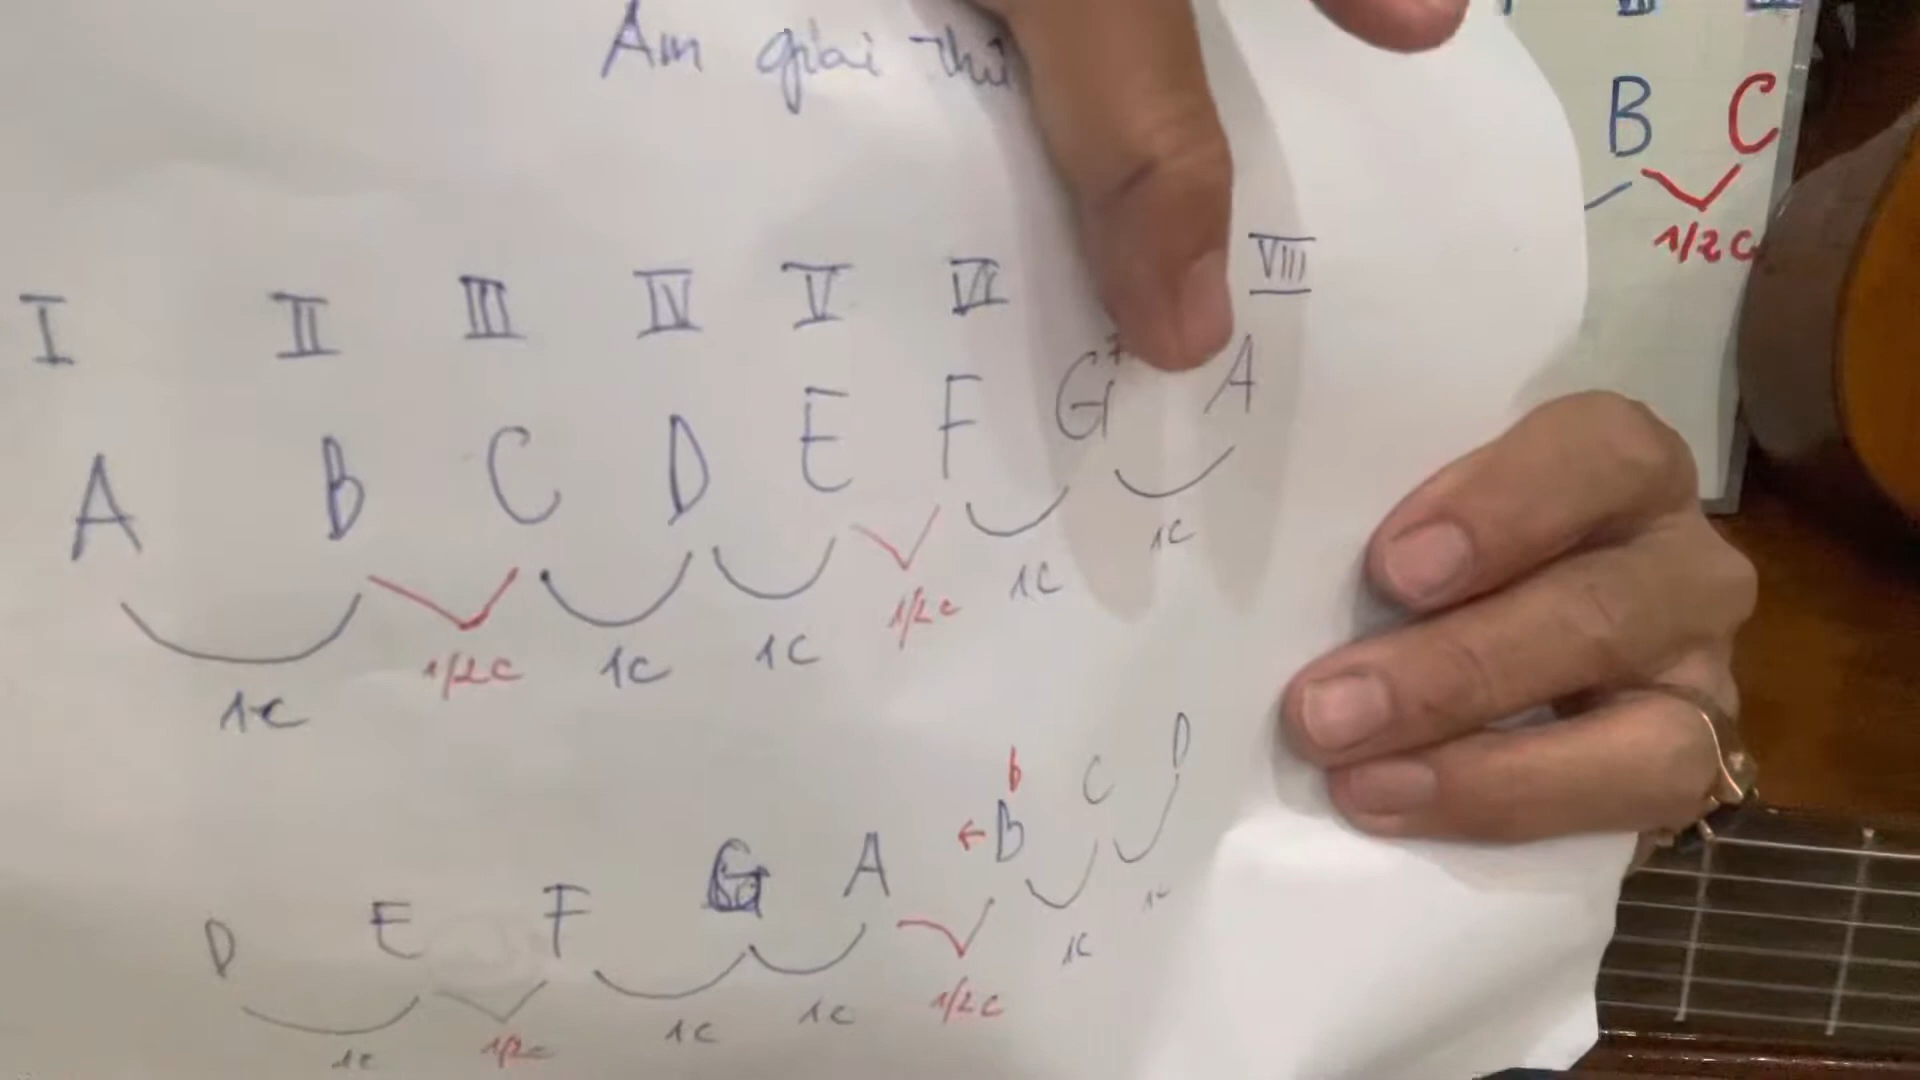 Am giai thứ
I II III IV V VI VIII
A B C D E F G A
1c 1/2c 1c 1c 1/2c 1c 1c
b
D E F G A ← B C D
1c 1/2c 1c 1c 1/2c 1c 1c
B C
1/2c